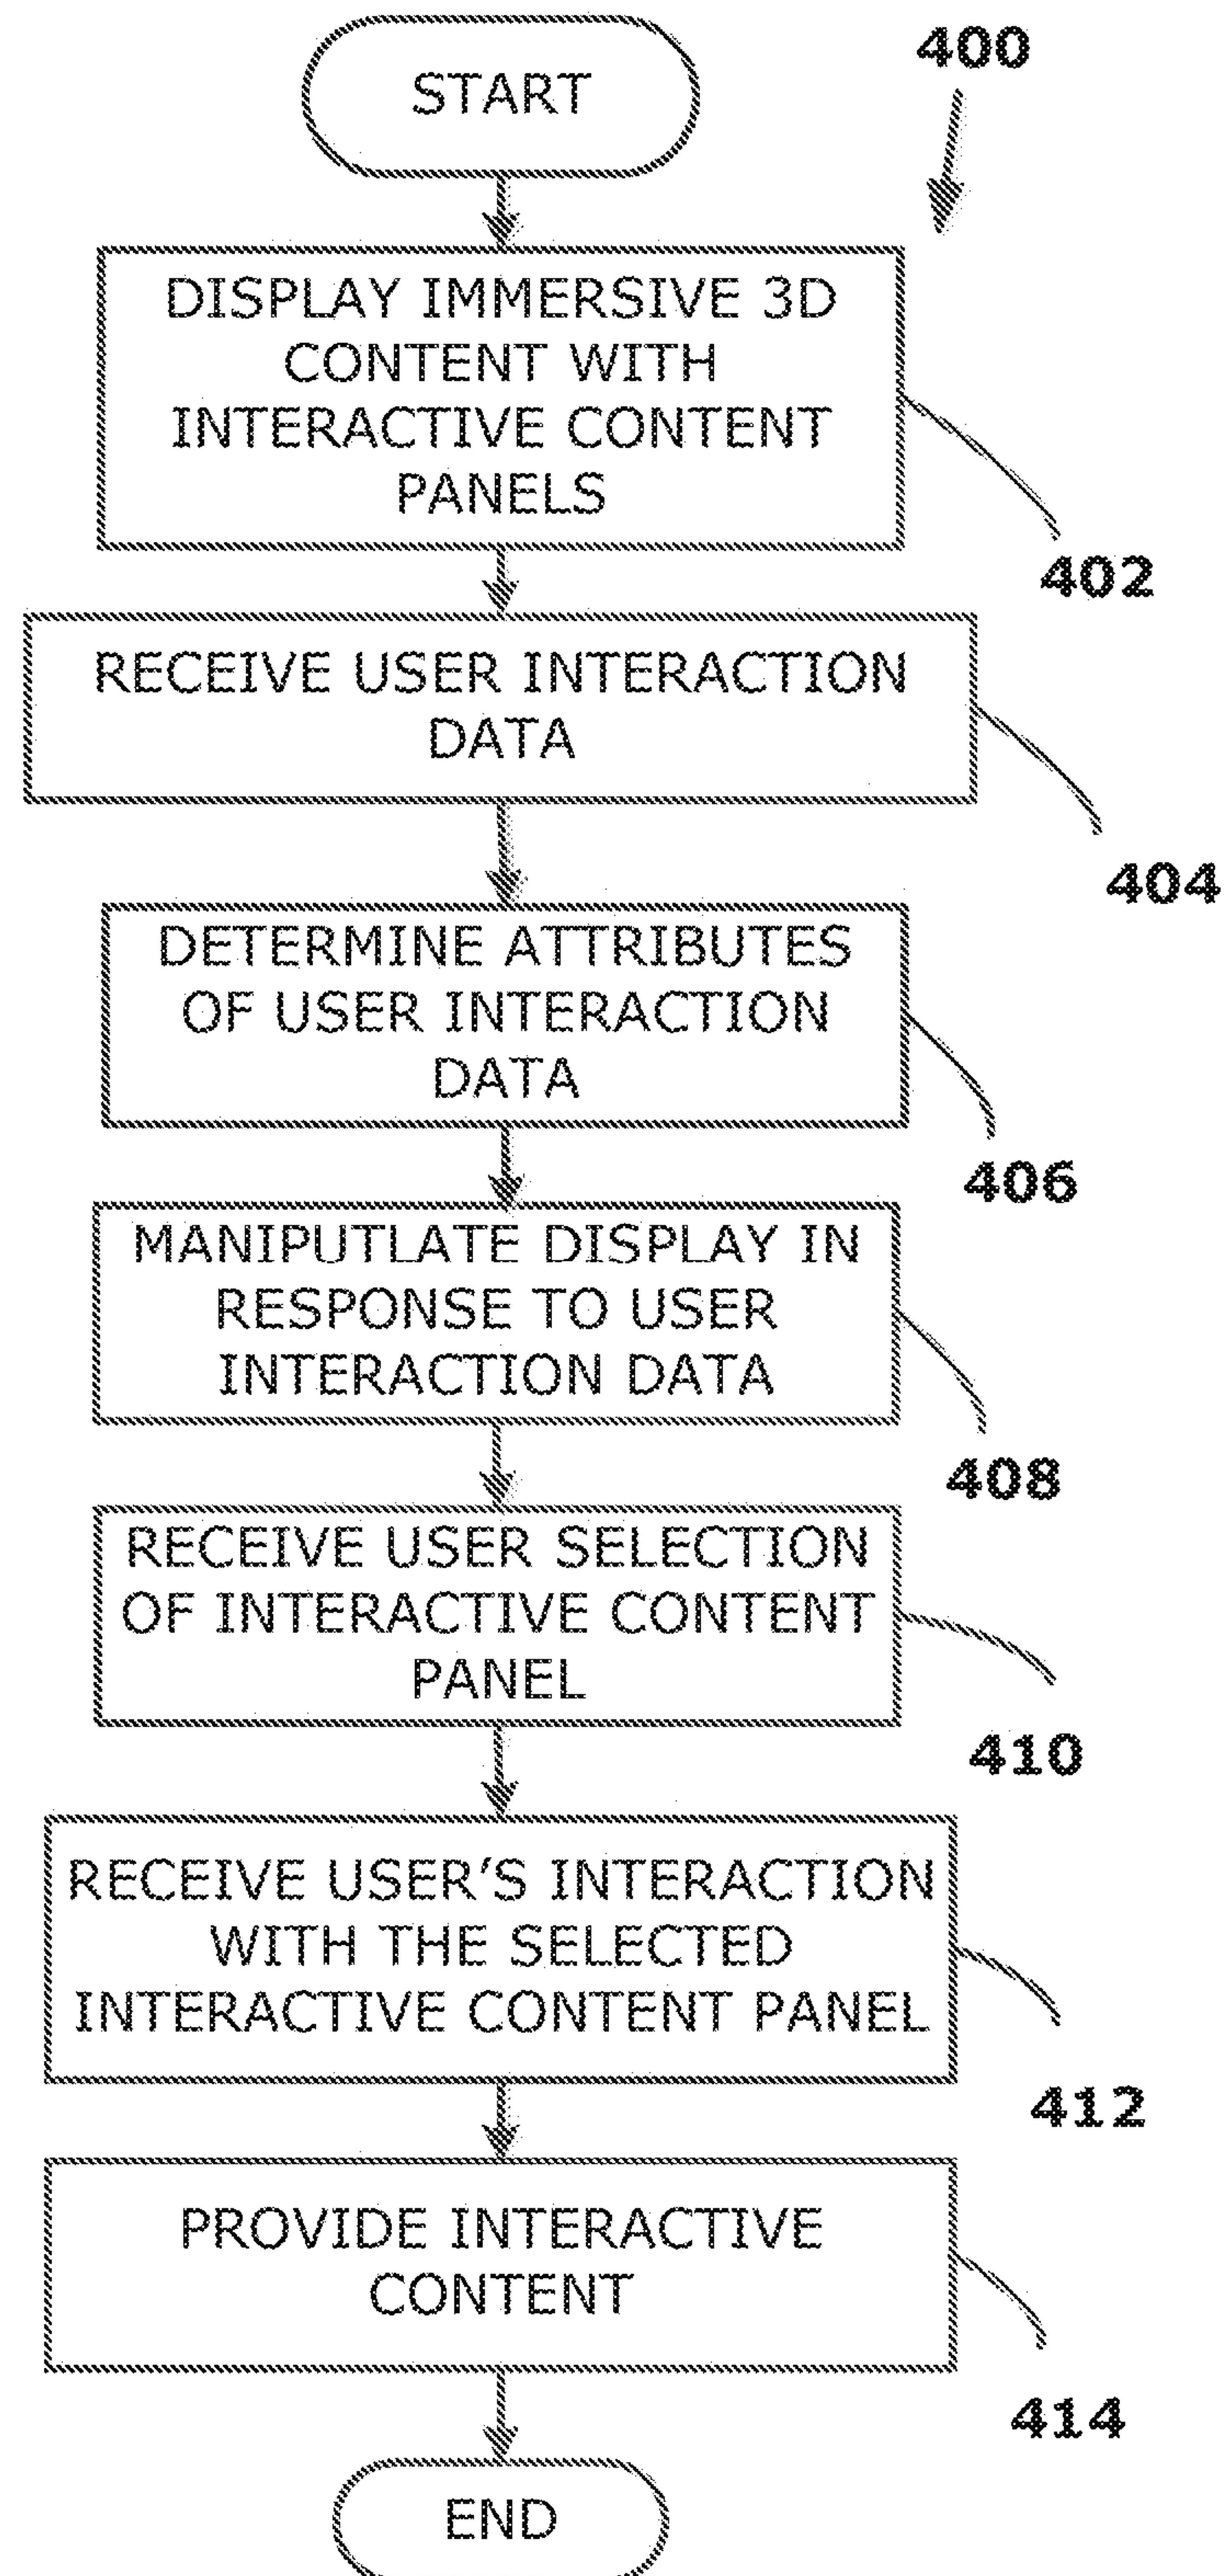 START
400
DISPLAY IMMERSIVE 3D
CONTENT WITH
INTERACTIVE CONTENT
PANELS
402
RECEIVE USER INTERACTION
DATA
404
DETERMINE ATTRIBUTES
OF USER INTERACTION
DATA
406
MANIPUTLATE DISPLAY IN
RESPONSE TO USER
INTERACTION DATA
408
RECEIVE USER SELECTION
OF INTERACTIVE CONTENT
PANEL
410
RECEIVE USER’S INTERACTION
WITH THE SELECTED
INTERACTIVE CONTENT PANEL
412
PROVIDE INTERACTIVE
CONTENT
414
END